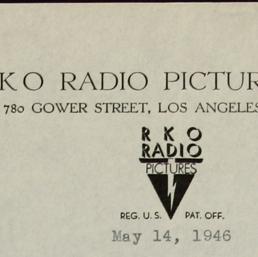 KO RADIO PICTUR
780 GOWER STREET, LOS ANGELES
RKO
RADIO
PICTURES
REG. U.S. PAT. OFF.
May 14, 1946